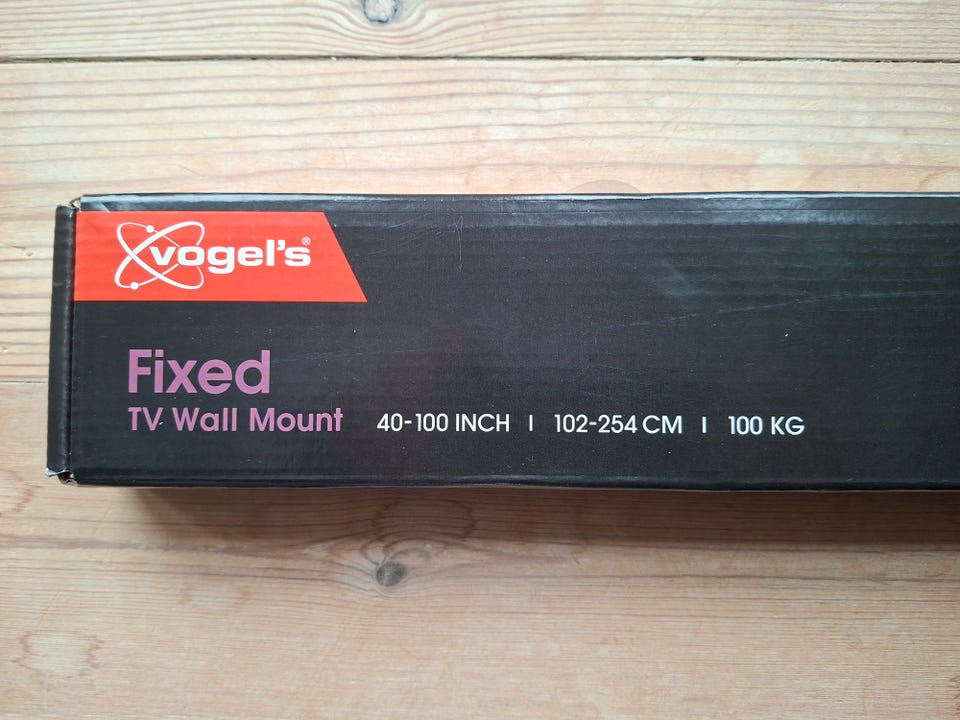 vogel's®
Fixed
TV Wall Mount 40-100 INCH | 102-254 CM | 100 KG